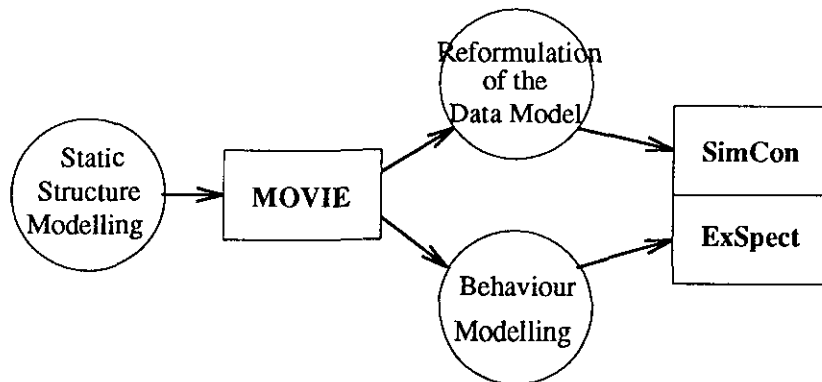 Static
Structure
Modelling
MOVIE
Reformulation
of the
Data Model
Behaviour
Modelling
SimCon
ExSpect